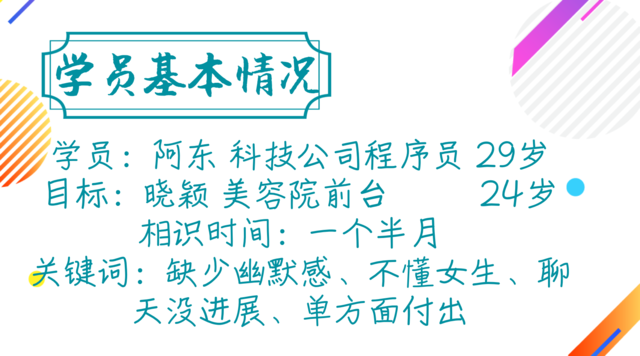 学员基本情况
学员：阿东 科技公司程序员 29岁
目标：晓颖 美容院前台 24岁
相识时间：一个半月
关键词：缺少幽默感、不懂女生、聊
天没进展、单方面付出